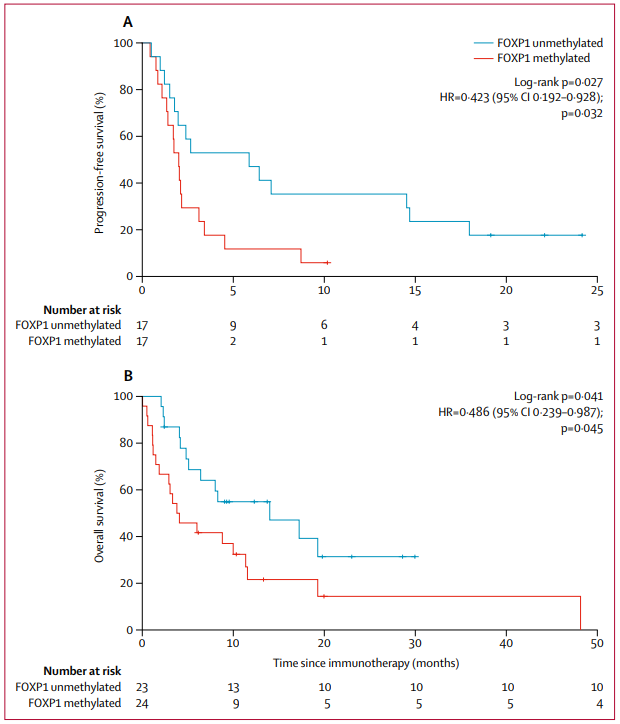 A
100
80
60
40
20
0
Progression-free survival (%)
FOXP1 unmethylated
FOXP1 methylated
Log-rank p=0·027
HR=0·423 (95% CI 0·192–0·928);
p=0·032
0 5 10 15 20 25
Number at risk
FOXP1 unmethylated 17 9 6 4 3 3
FOXP1 methylated 17 2 1 1 1 1
B
100
80
60
40
20
0
Overall survival (%)
Log-rank p=0·041
HR=0·486 (95% CI 0·239–0·987);
p=0·045
0 10 20 30 40 50
Time since immunotherapy (months)
Number at risk
FOXP1 unmethylated 23 13 10 10 10 10
FOXP1 methylated 24 9 5 5 5 4